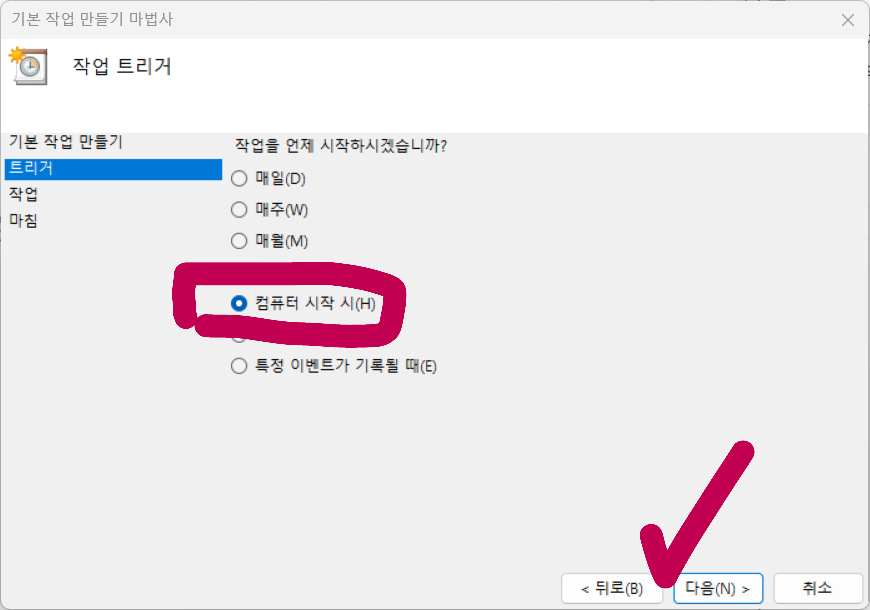 기본 작업 만들기 마법사
작업 트리거
기본 작업 만들기
트리거
작업
마침
작업을 언제 시작하시겠습니까?
매일(D)
매주(W)
매월(M)
컴퓨터 시작 시(H)
특정 이벤트가 기록될 때(E)
< 뒤로(B)
다음(N) >
취소